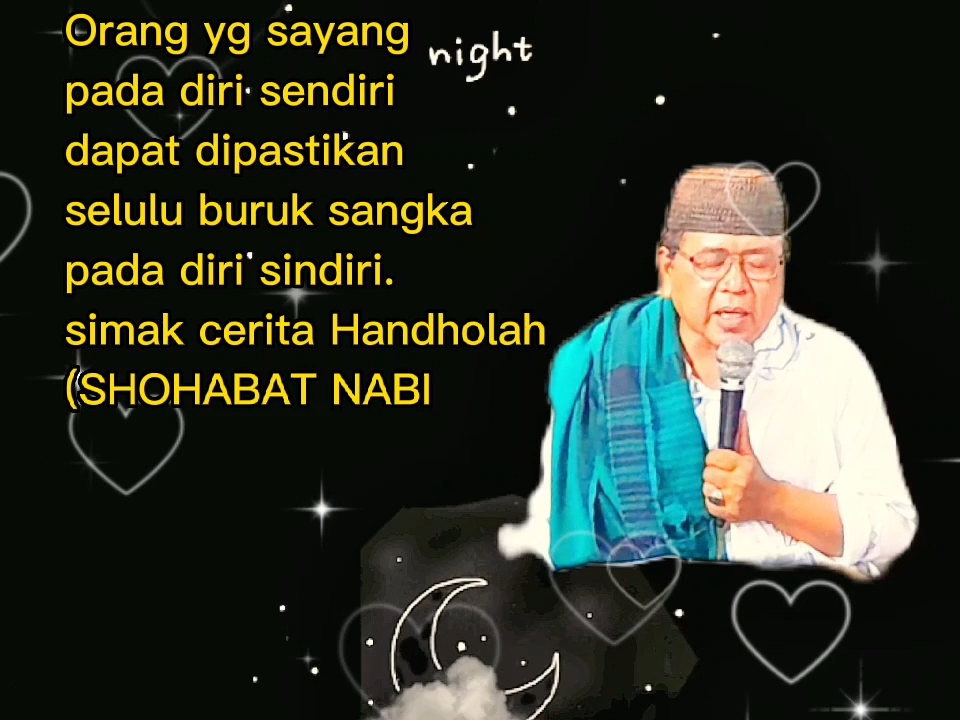 Orang yg sayang
night
pada diri sendiri
dapat dipastikan
selulu buruk sangka
pada diri sindiri.
simak cerita Handholah
(SHOHABAT NABI